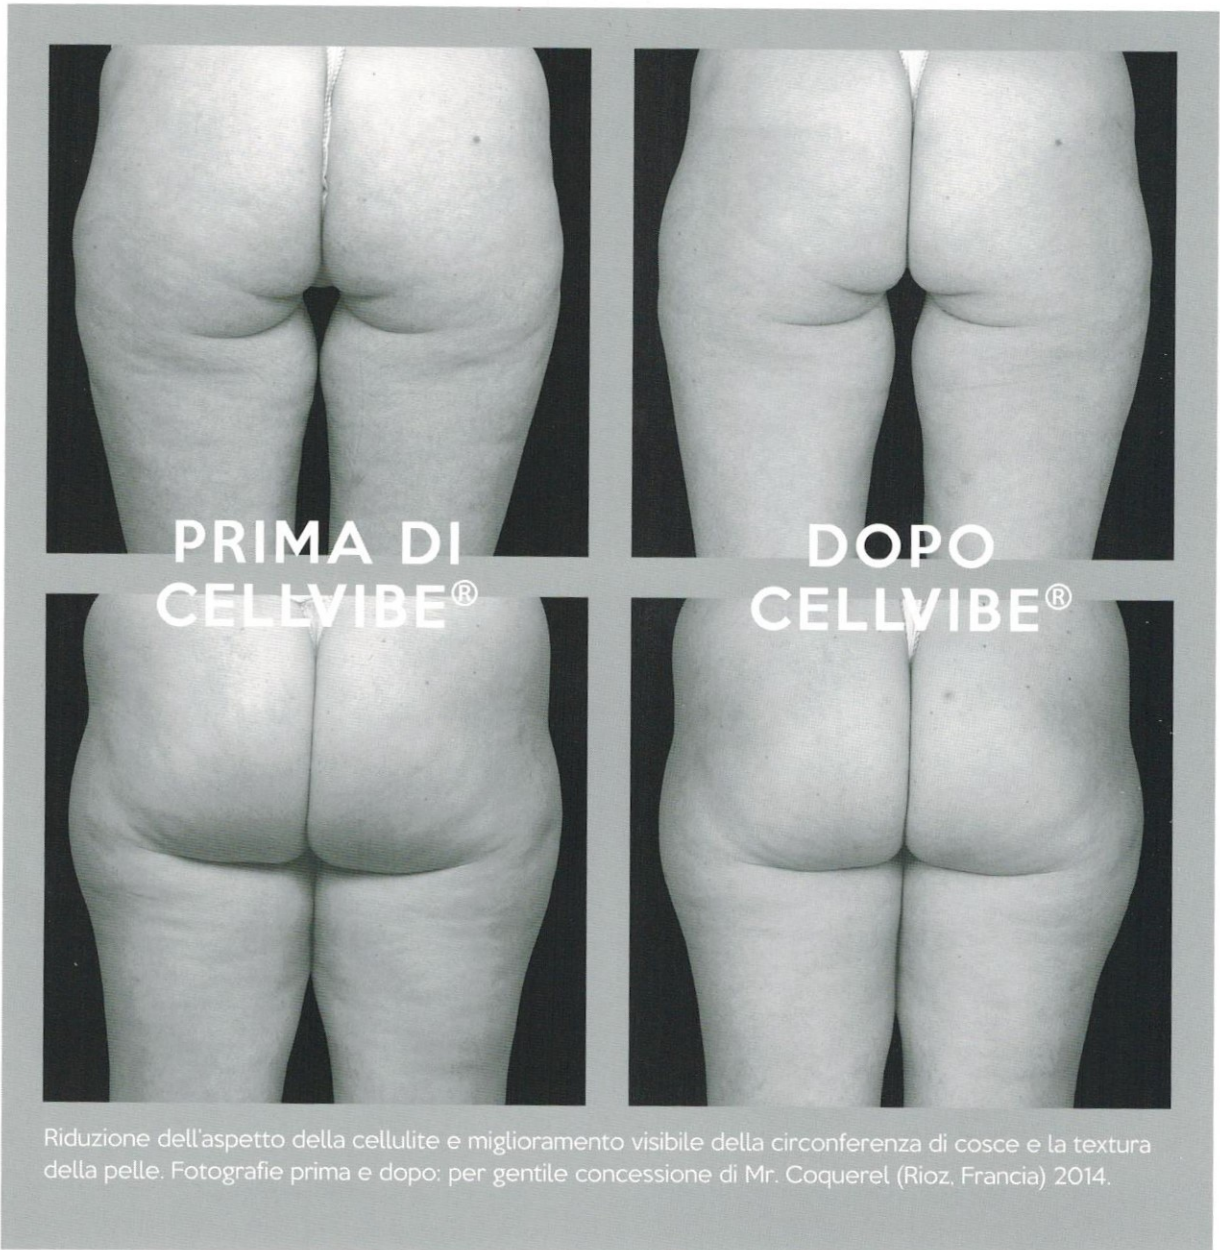 PRIMA DI
CELLVIBE®
DOPO
CELLVIBE®
Riduzione dell'aspetto della cellulite e miglioramento visibile della circonferenza di cosce e la textura
della pelle. Fotografie prima e dopo: per gentile concessione di Mr. Coquerel (Rioz, Francia) 2014.